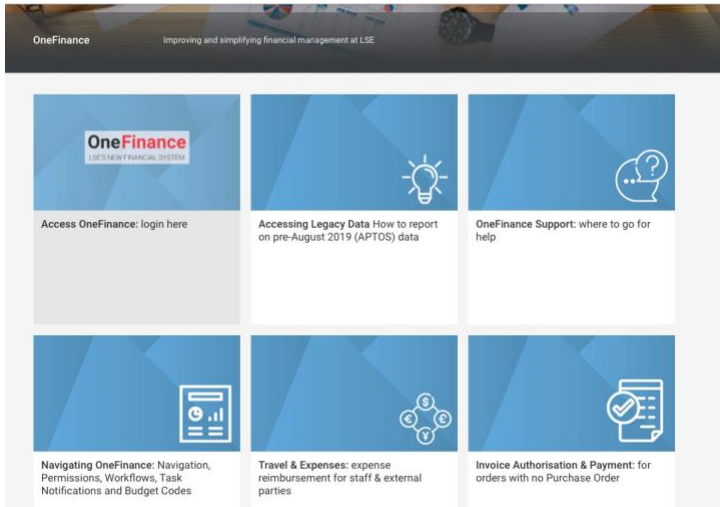 OneFinance
Improving and simplifying financial management at LSE
OneFinance
LSE'S NEW FINANCIAL SYSTEM
Access OneFinance: login here
Accessing Legacy Data How to report
on pre-August 2019 (APTOS) data
OneFinance Support: where to go for
help
Navigating OneFinance: Navigation,
Permissions, Workflows, Task
Notifications and Budget Codes
Travel & Expenses: expense
reimbursement for staff & external
parties
Invoice Authorisation & Payment: for
orders with no Purchase Order